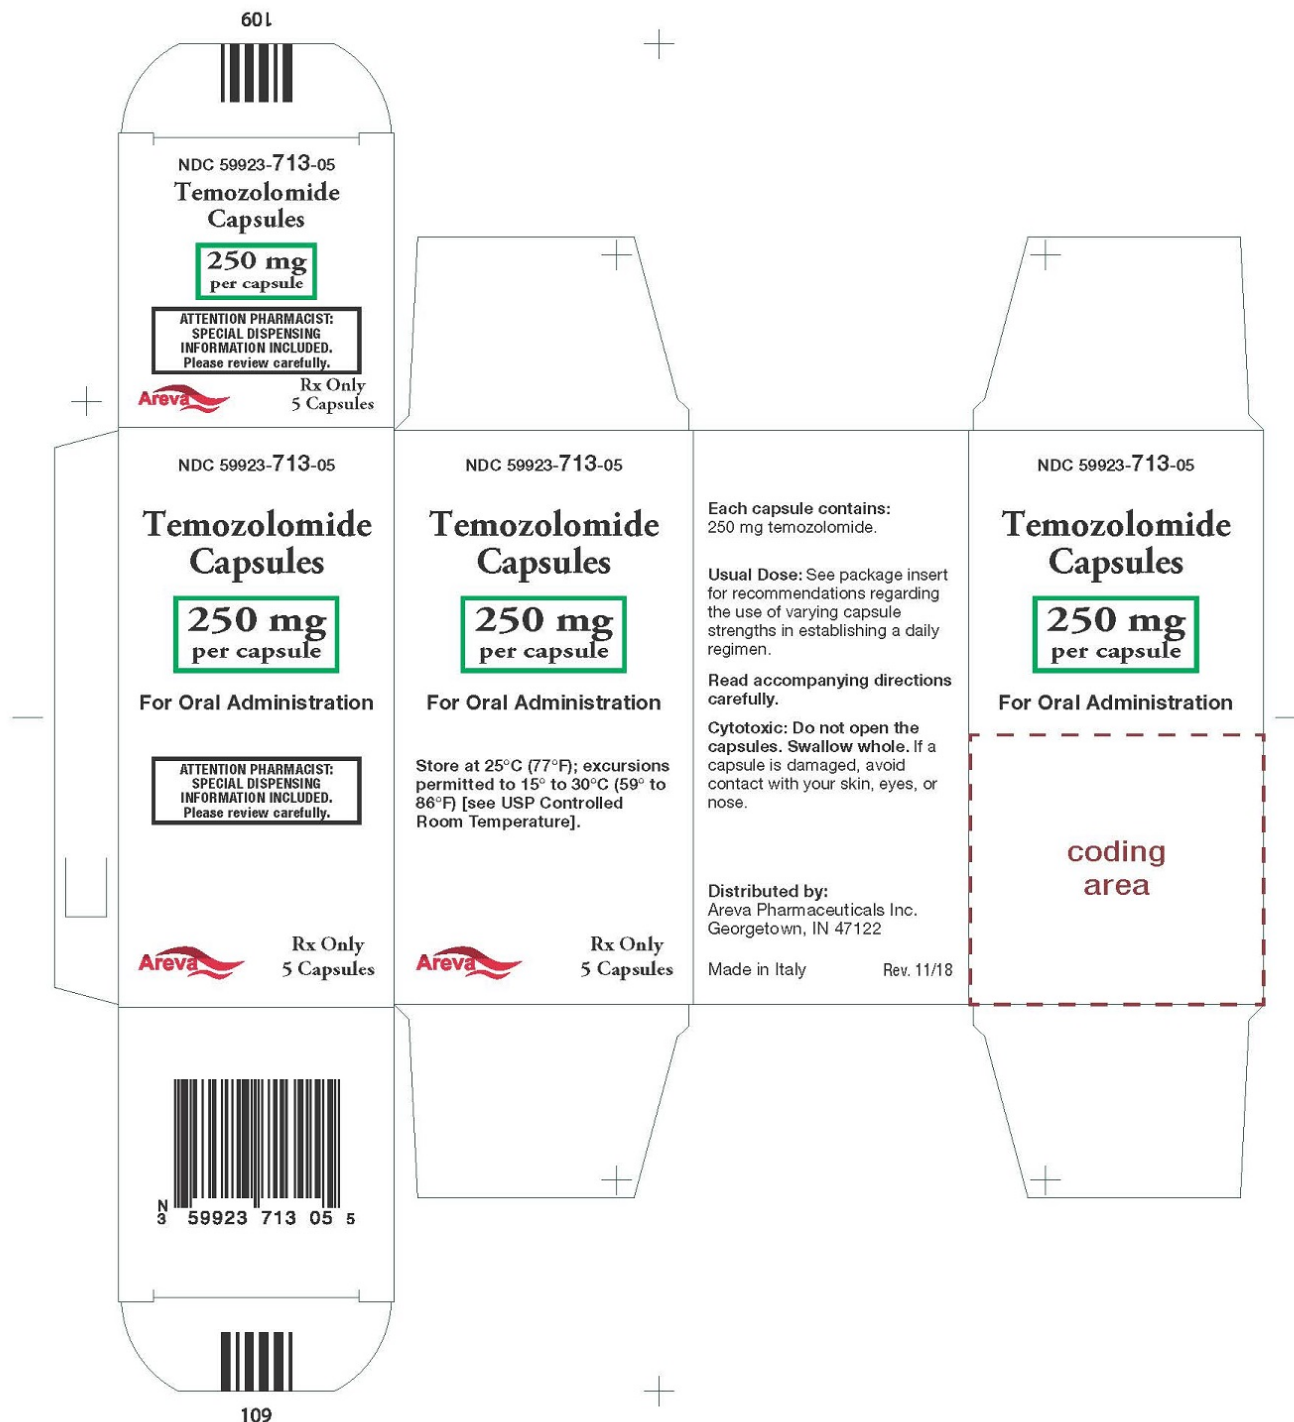 109
NDC 59923-713-05
Temozolomide
Capsules
250 mg
per capsule
ATTENTION PHARMACIST:
SPECIAL DISPENSING
INFORMATION INCLUDED.
Please review carefully.
Areva
Rx Only
5 Capsules
NDC 59923-713-05
Temozolomide
Capsules
250 mg
per capsule
For Oral Administration
ATTENTION PHARMACIST:
SPECIAL DISPENSING
INFORMATION INCLUDED.
Please review carefully.
Areva
Rx Only
5 Capsules
NDC 59923-713-05
Temozolomide
Capsules
250 mg
per capsule
For Oral Administration
Store at 25°C (77°F); excursions
permitted to 15° to 30°C (59° to
86°F) [see USP Controlled
Room Temperature].
Areva
Rx Only
5 Capsules
Each capsule contains:
250 mg temozolomide.
Usual Dose: See package insert
for recommendations regarding
the use of varying capsule
strengths in establishing a daily
regimen.
Read accompanying directions
carefully.
Cytotoxic: Do not open the
capsules. Swallow whole. If a
capsule is damaged, avoid
contact with your skin, eyes, or
nose.
Distributed by:
Areva Pharmaceuticals Inc.
Georgetown, IN 47122
Made in Italy Rev. 11/18
NDC 59923-713-05
Temozolomide
Capsules
250 mg
per capsule
For Oral Administration
coding
area
N
3 59923 713 05 5
109